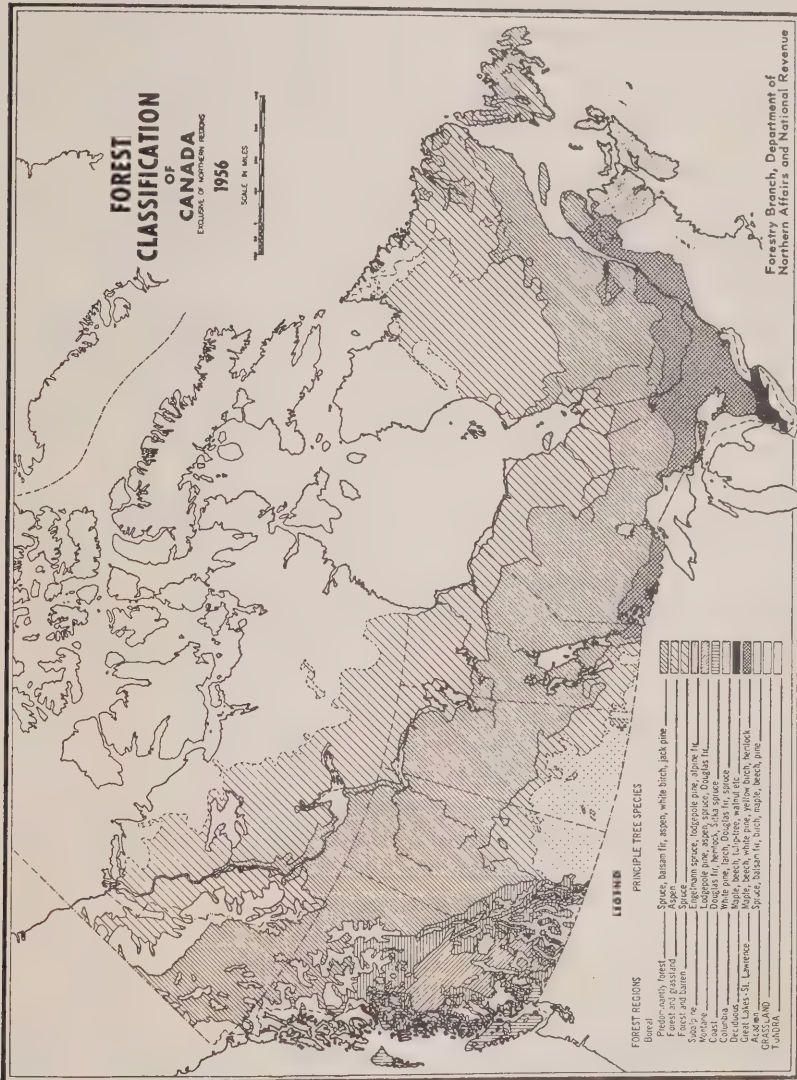 FOREST
CLASSIFICATION
OF
CANADA
EXCLUSIVE OF NORTHERN REGIONS
1956
SCALE IN MILES
LEGEND
FOREST REGIONS PRINCIPLE TREE SPECIES
Boreal
Predominantly forest Spruce, balsam fir, aspen, white birch, jack pine
Forest and grassland Aspen
Forest and barren Spruce
Subalpine Engelmann spruce, lodgepole pine, alpine fir
Montane Lodgepole pine, aspen, spruce, Douglas fir
Coast Douglas fir, hemlock, Sitka spruce
Columbia White pine, larch, Douglas fir, spruce
Deciduous Maple, beech, tulip-tree, walnut etc
Great Lakes - St. Lawrence Maple, beech, white pine, yellow birch, hemlock
Acadian Spruce, balsam fir, birch, maple, beech, pine
GRASSLAND
TUNDRA
Forestry Branch, Department of
Northern Affairs and National Revenue